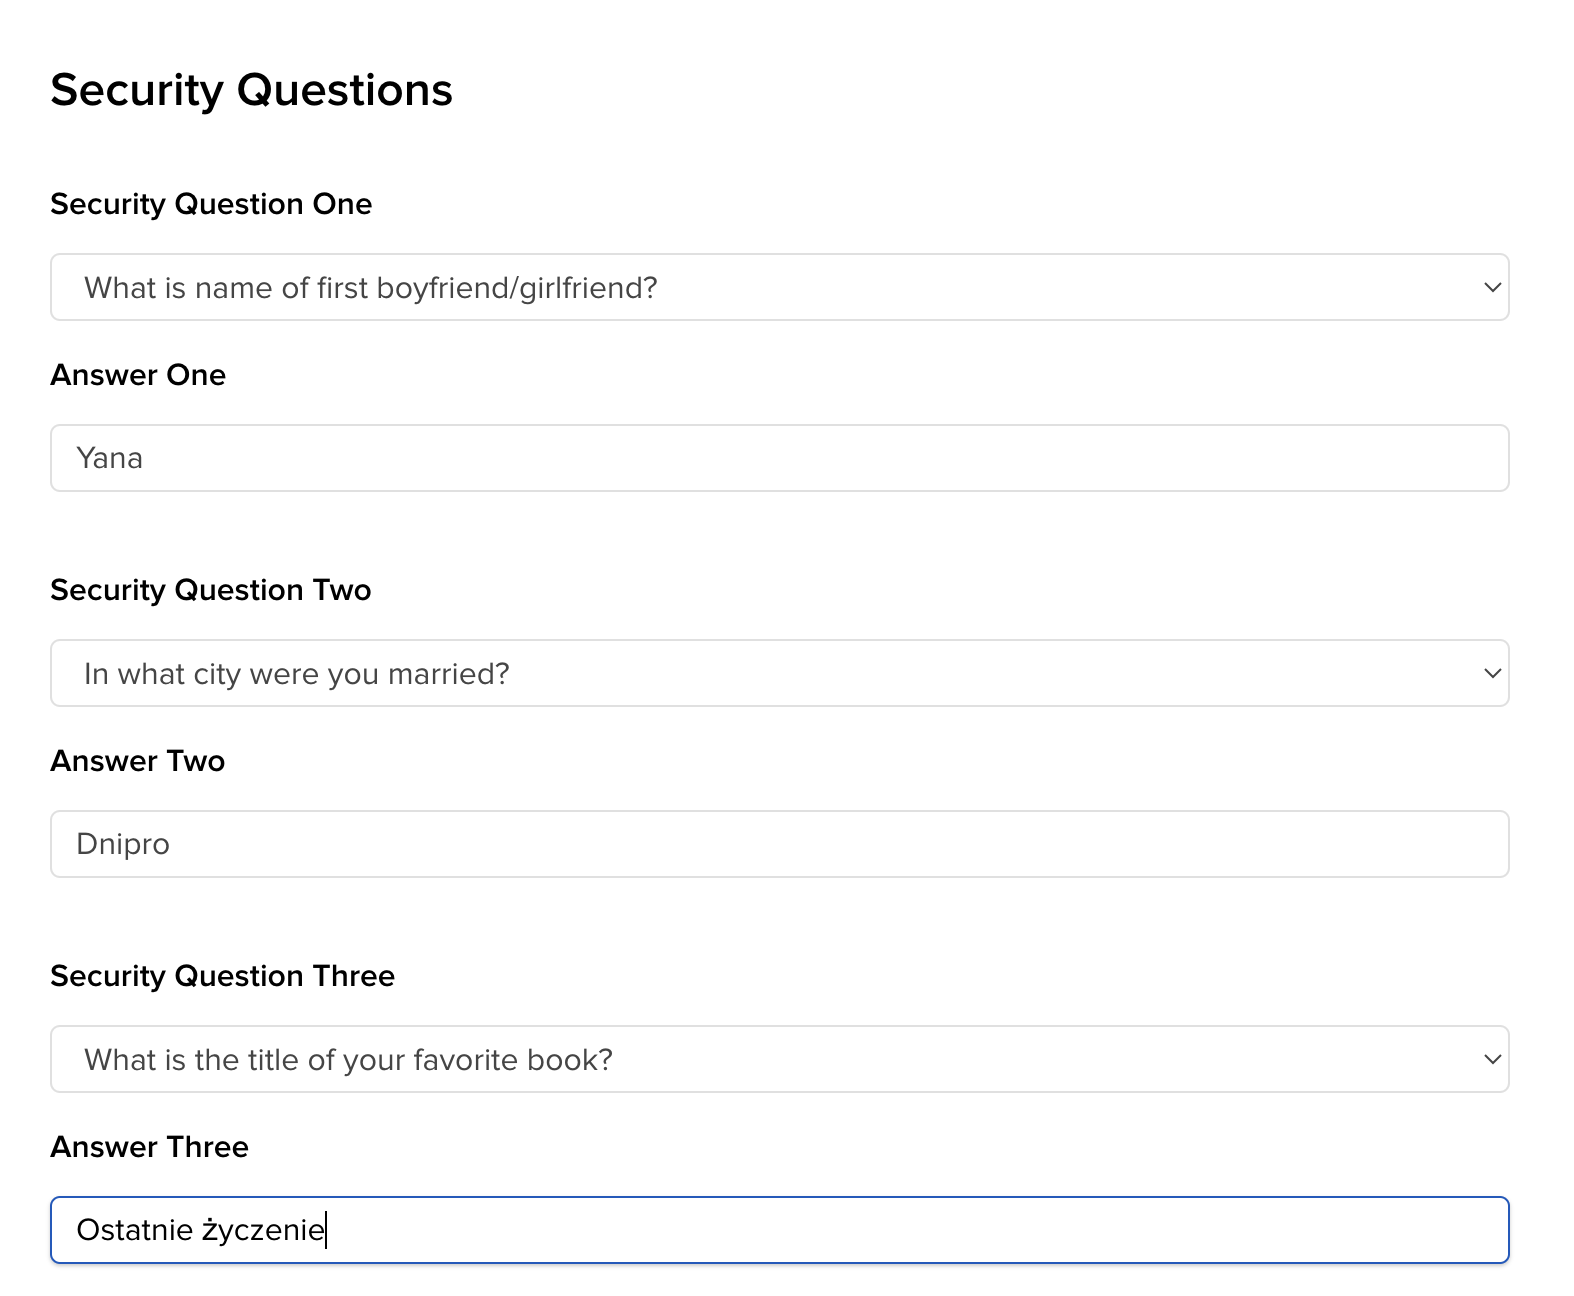 Security Questions
Security Question One
What is name of first boyfriend/girlfriend?
Answer One
Yana
Security Question Two
In what city were you married?
Answer Two
Dnipro
Security Question Three
What is the title of your favorite book?
Answer Three
Ostatnie życzenie